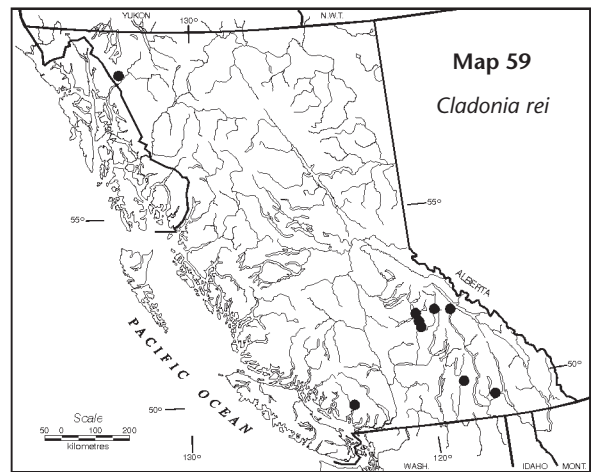 YUKON
130°
N.W.T.
Map 59
Cladonia rei
55°
55°
ALBERTA
PACIFIC OCEAN
50°
50°
Scale
50 0 100 200
kilometres
130°
120°
WASH.
IDAHO
MONT.